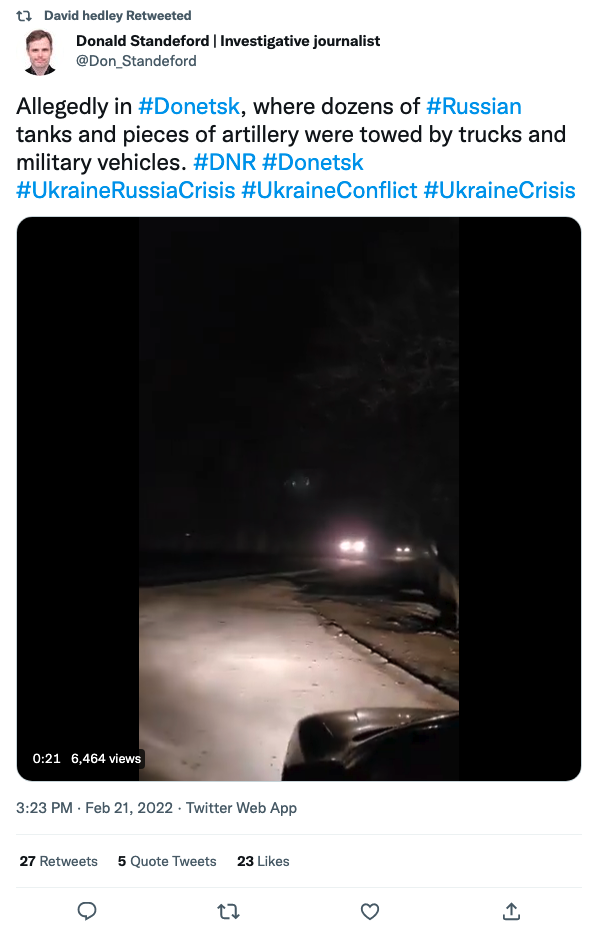 David hedley Retweeted
Donald Standeford | Investigative journalist
@Don_Standeford
Allegedly in #Donetsk, where dozens of #Russian
tanks and pieces of artillery were towed by trucks and
military vehicles. #DNR #Donetsk
#UkraineRussiaCrisis #UkraineConflict #UkraineCrisis
0:21 6,464 views
3:23 PM · Feb 21, 2022 · Twitter Web App
27 Retweets 5 Quote Tweets 23 Likes